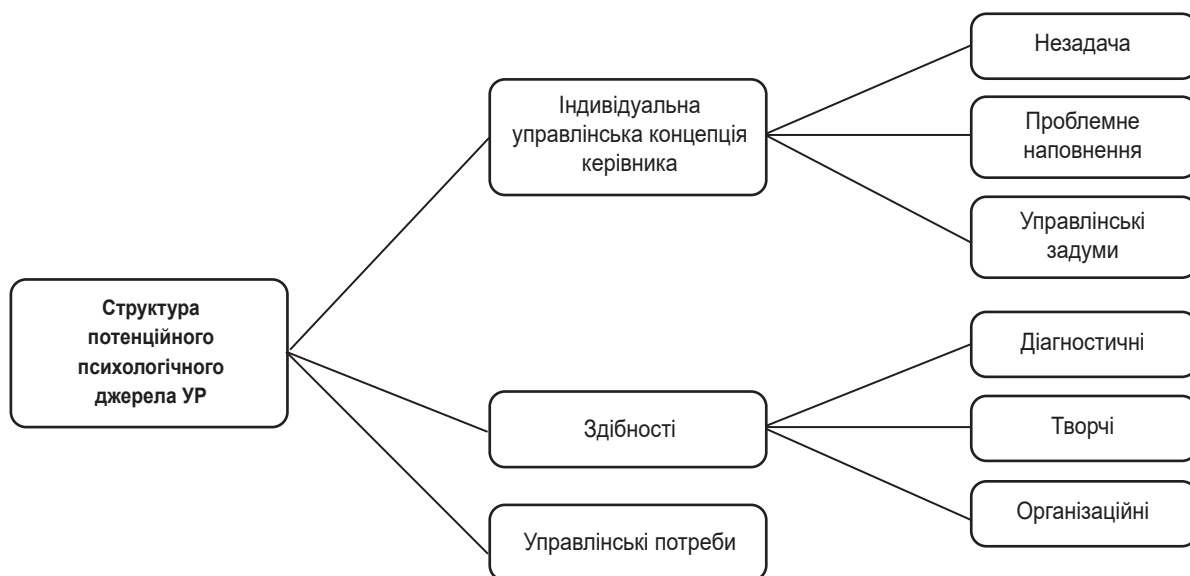 Структура
потенційного
психологічного
джерела УР
Індивідуальна
управлінська концепція
керівника
Незадача
Проблемне
наповнення
Управлінські
задуми
Здібності
Діагностичні
Творчі
Організаційні
Управлінські потреби